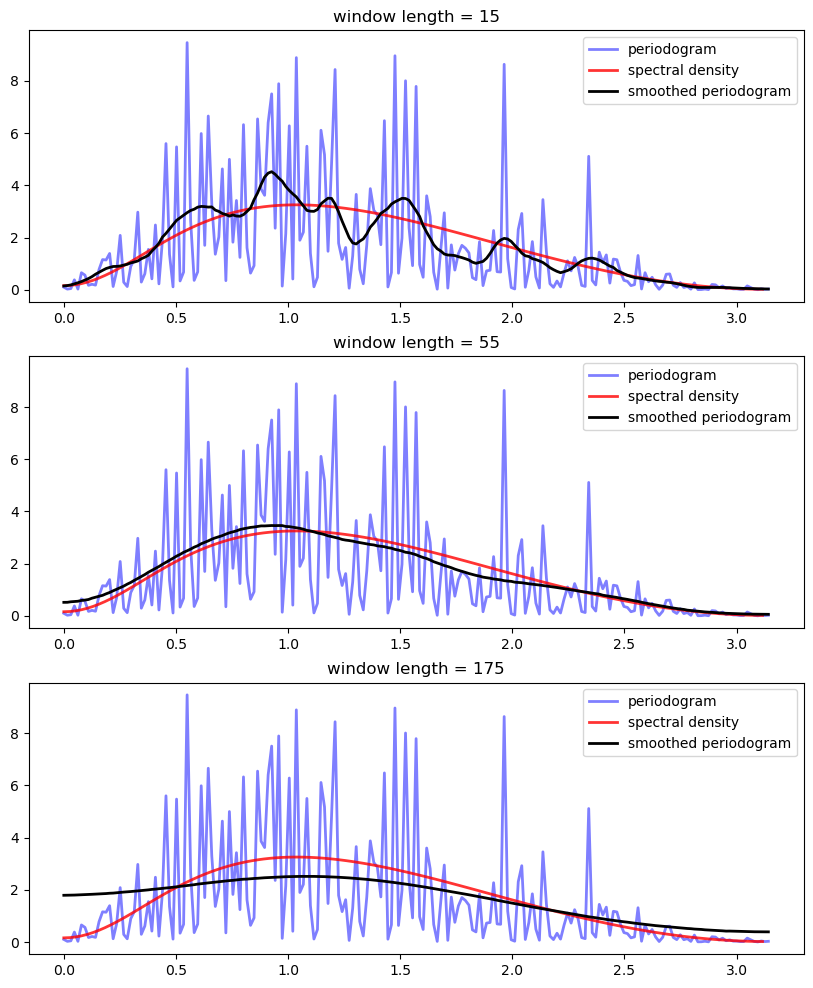 window length = 15
periodogram
spectral density
smoothed periodogram
8
6
4
2
0
0.0 0.5 1.0 1.5 2.0 2.5 3.0
window length = 55
periodogram
spectral density
smoothed periodogram
8
6
4
2
0
0.0 0.5 1.0 1.5 2.0 2.5 3.0
window length = 175
periodogram
spectral density
smoothed periodogram
8
6
4
2
0
0.0 0.5 1.0 1.5 2.0 2.5 3.0